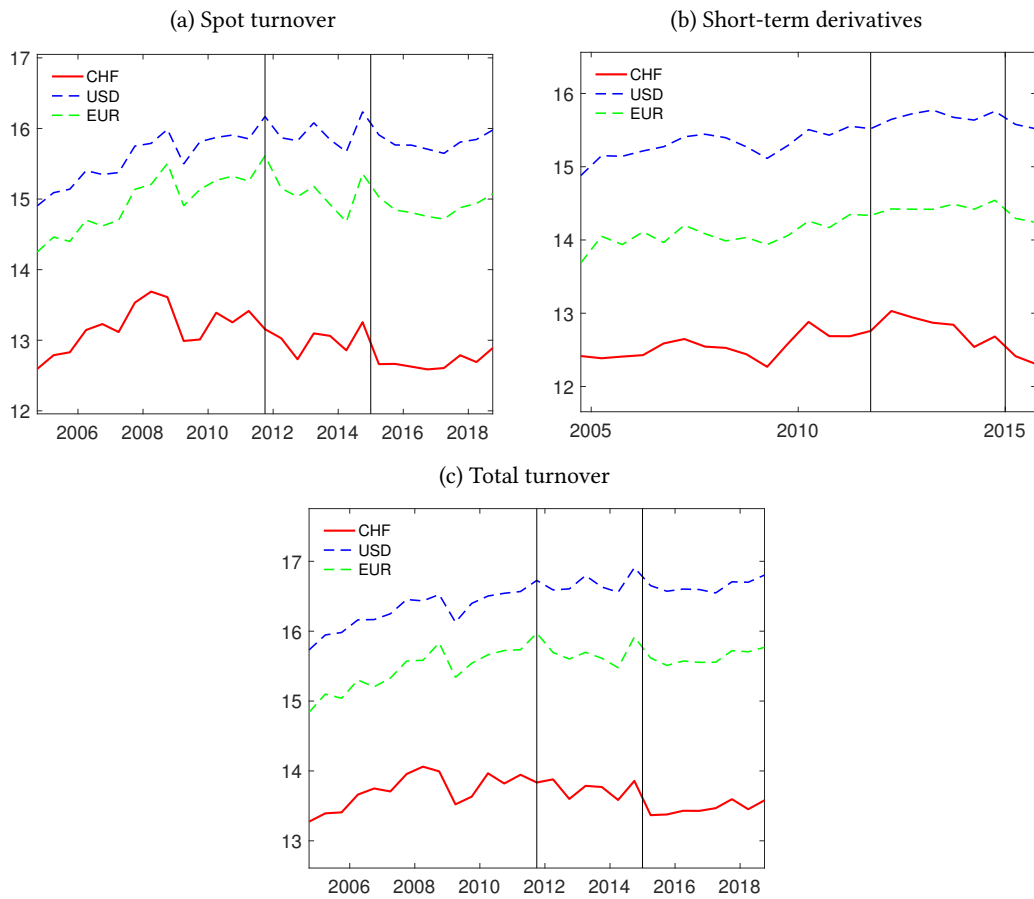 (a) Spot turnover
17
16
15
14
13
12
CHF
USD
EUR
2006 2008 2010 2012 2014 2016 2018
(b) Short-term derivatives
16
15
14
13
12
CHF
USD
EUR
2005 2010 2015
(c) Total turnover
17
16
15
14
13
CHF
USD
EUR
2006 2008 2010 2012 2014 2016 2018